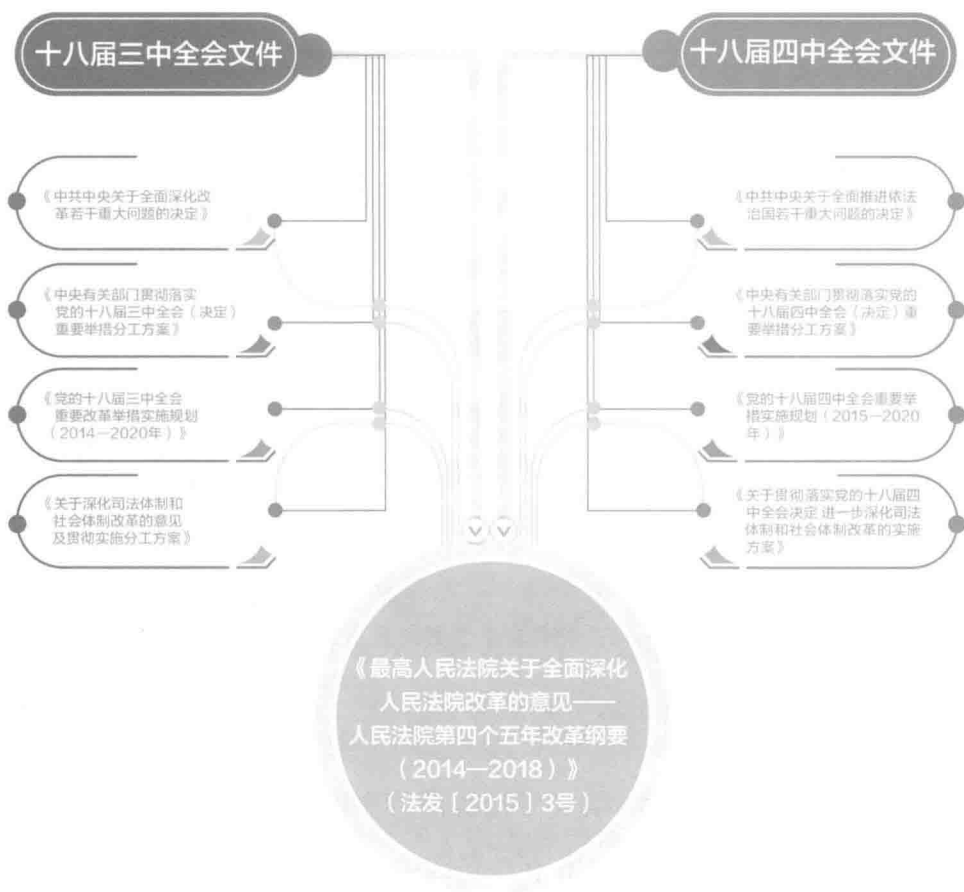 十八届三中全会文件
《中共中央关于全面深化改
革若干重大问题的决定》
《中央有关部门贯彻落实
党的十八届三中全会（决定）
重要举措分工方案》
《党的十八届三中全会
重要改革举措实施规划
（2014—2020年）》
《关于深化司法体制和
社会体制改革的意见
及贯彻实施分工方案》
十八届四中全会文件
《中共中央关于全面推进依法
治国若干重大问题的决定》
《中央有关部门贯彻落实党的
十八届四中全会（决定）重
要举措分工方案》
《党的十八届四中全会重要举
措实施规划（2015—2020
年）》
《关于贯彻落实党的十八届四
中全会决定 进一步深化司法
体制和社会体制改革的实施
方案》
《最高人民法院关于全面深化
人民法院改革的意见——
人民法院第四个五年改革纲要
（2014—2018）》
（法发［2015］3号）